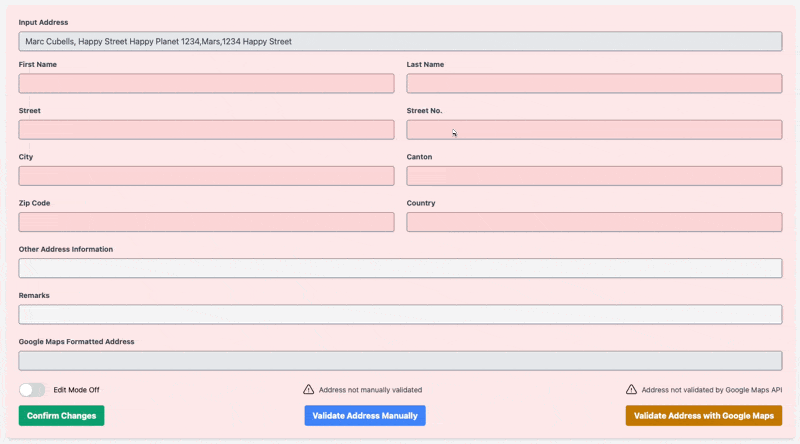 Input Address
Marc Cubells, Happy Street Happy Planet 1234,Mars,1234 Happy Street
First Name
Last Name
Street
Street No.
City
Canton
Zip Code
Country
Other Address Information
Remarks
Google Maps Formatted Address
Edit Mode Off
Address not manually validated
Address not validated by Google Maps API
Confirm Changes
Validate Address Manually
Validate Address with Google Maps